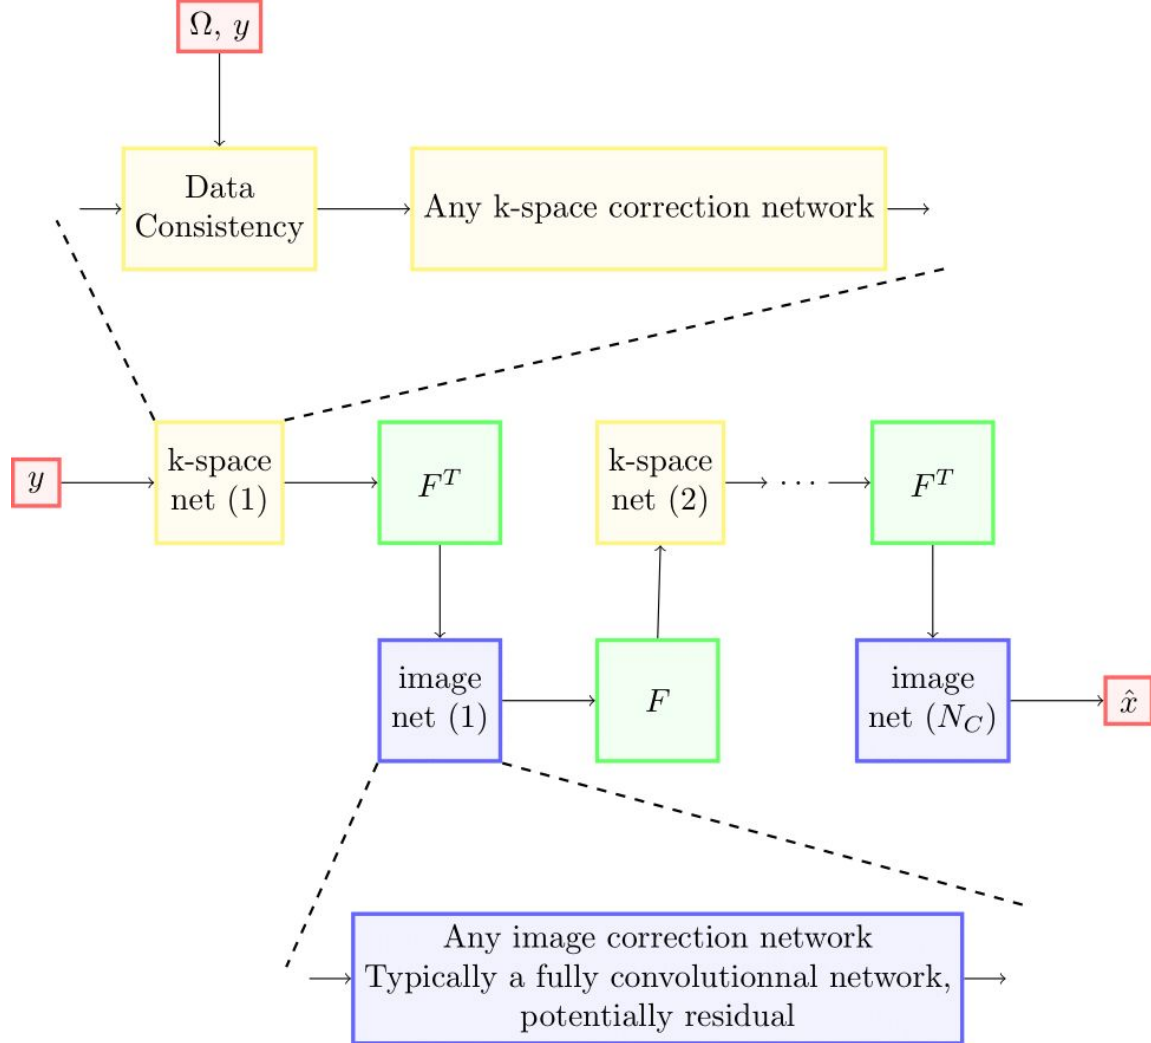 Ω, y
Data
Consistency
Any k-space correction network
y
k-space
net (1)
F^T
k-space
net (2)
···
F^T
image
net (1)
F
image
net (N_C)
x̂
Any image correction network
Typically a fully convolutionnal network,
potentially residual